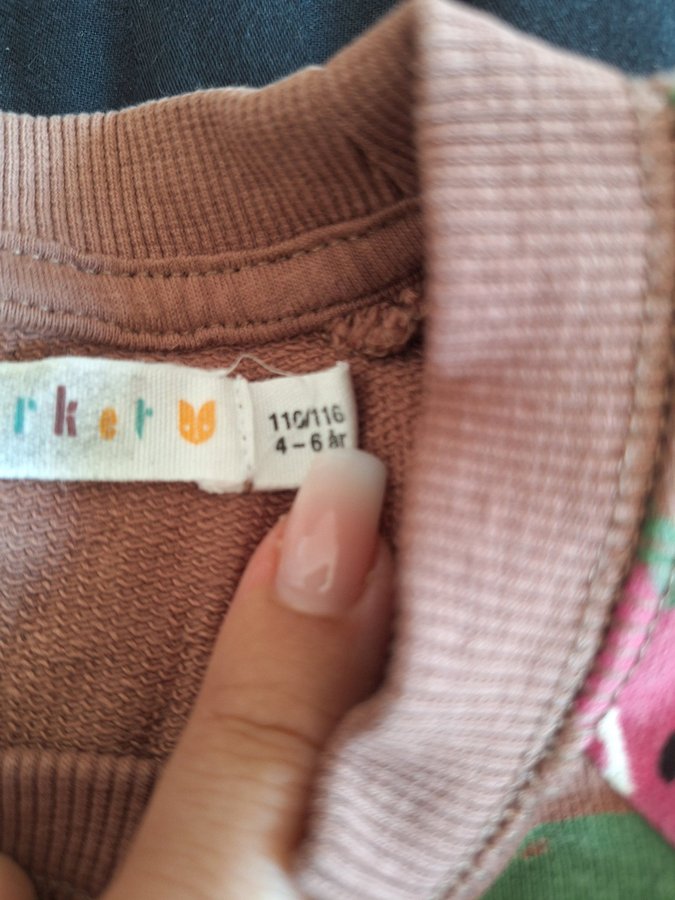 rket
110/116
4 – 6 år